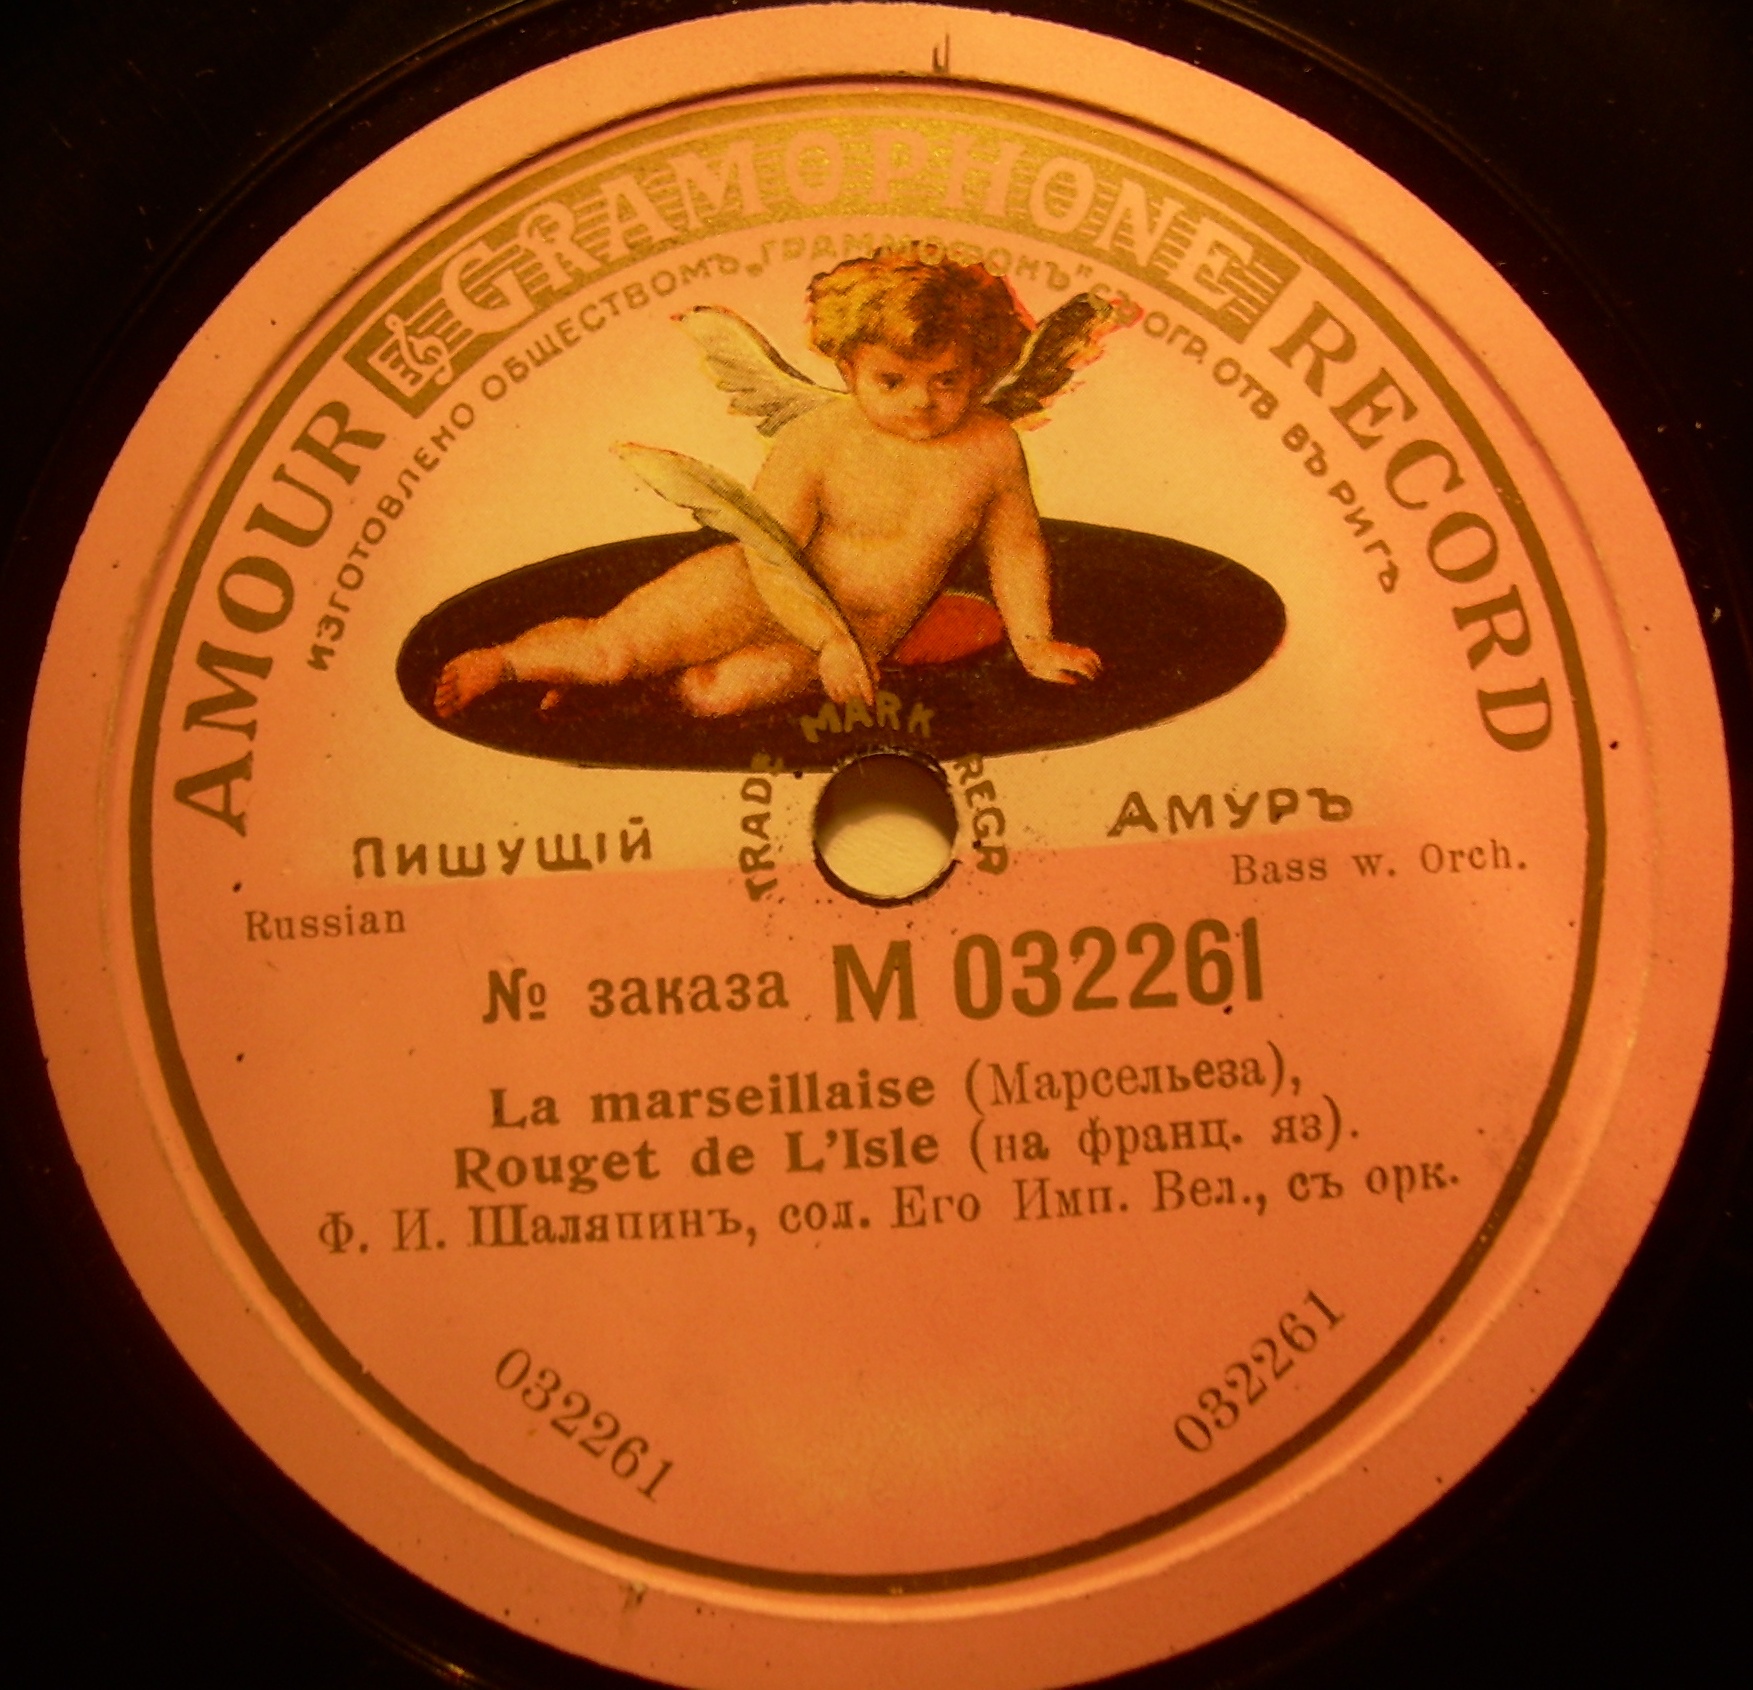 AMOUR GRAMOPHONE RECORD
ИЗГОТОВЛЕНО ОБЩЕСТВОМЪ „ГРАММОФОНЪ" СЪ ОГР. ОТВ ВЪ РИГѢ
TRADE MARK REGR
ПИШУЩІЙ АМУРЪ
Russian Bass w. Orch.
№ заказа M 032261
La marseillaise (Марсельеза),
Rouget de L'Isle (на франц. яз).
Ф. И. Шаляпинъ, сол. Его Имп. Вел., съ орк.
032261 032261